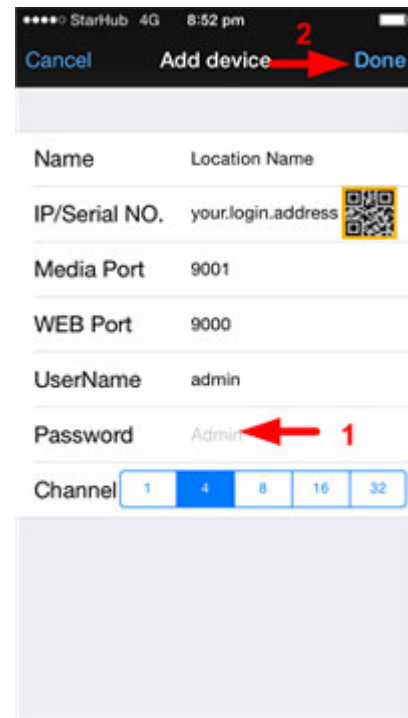 StarHub 4G 8:52 pm
2
Cancel Add device Done
Name Location Name
IP/Serial NO. your.login.address
Media Port 9001
WEB Port 9000
UserName admin
Password Admin 1
Channel 1 4 8 16 32